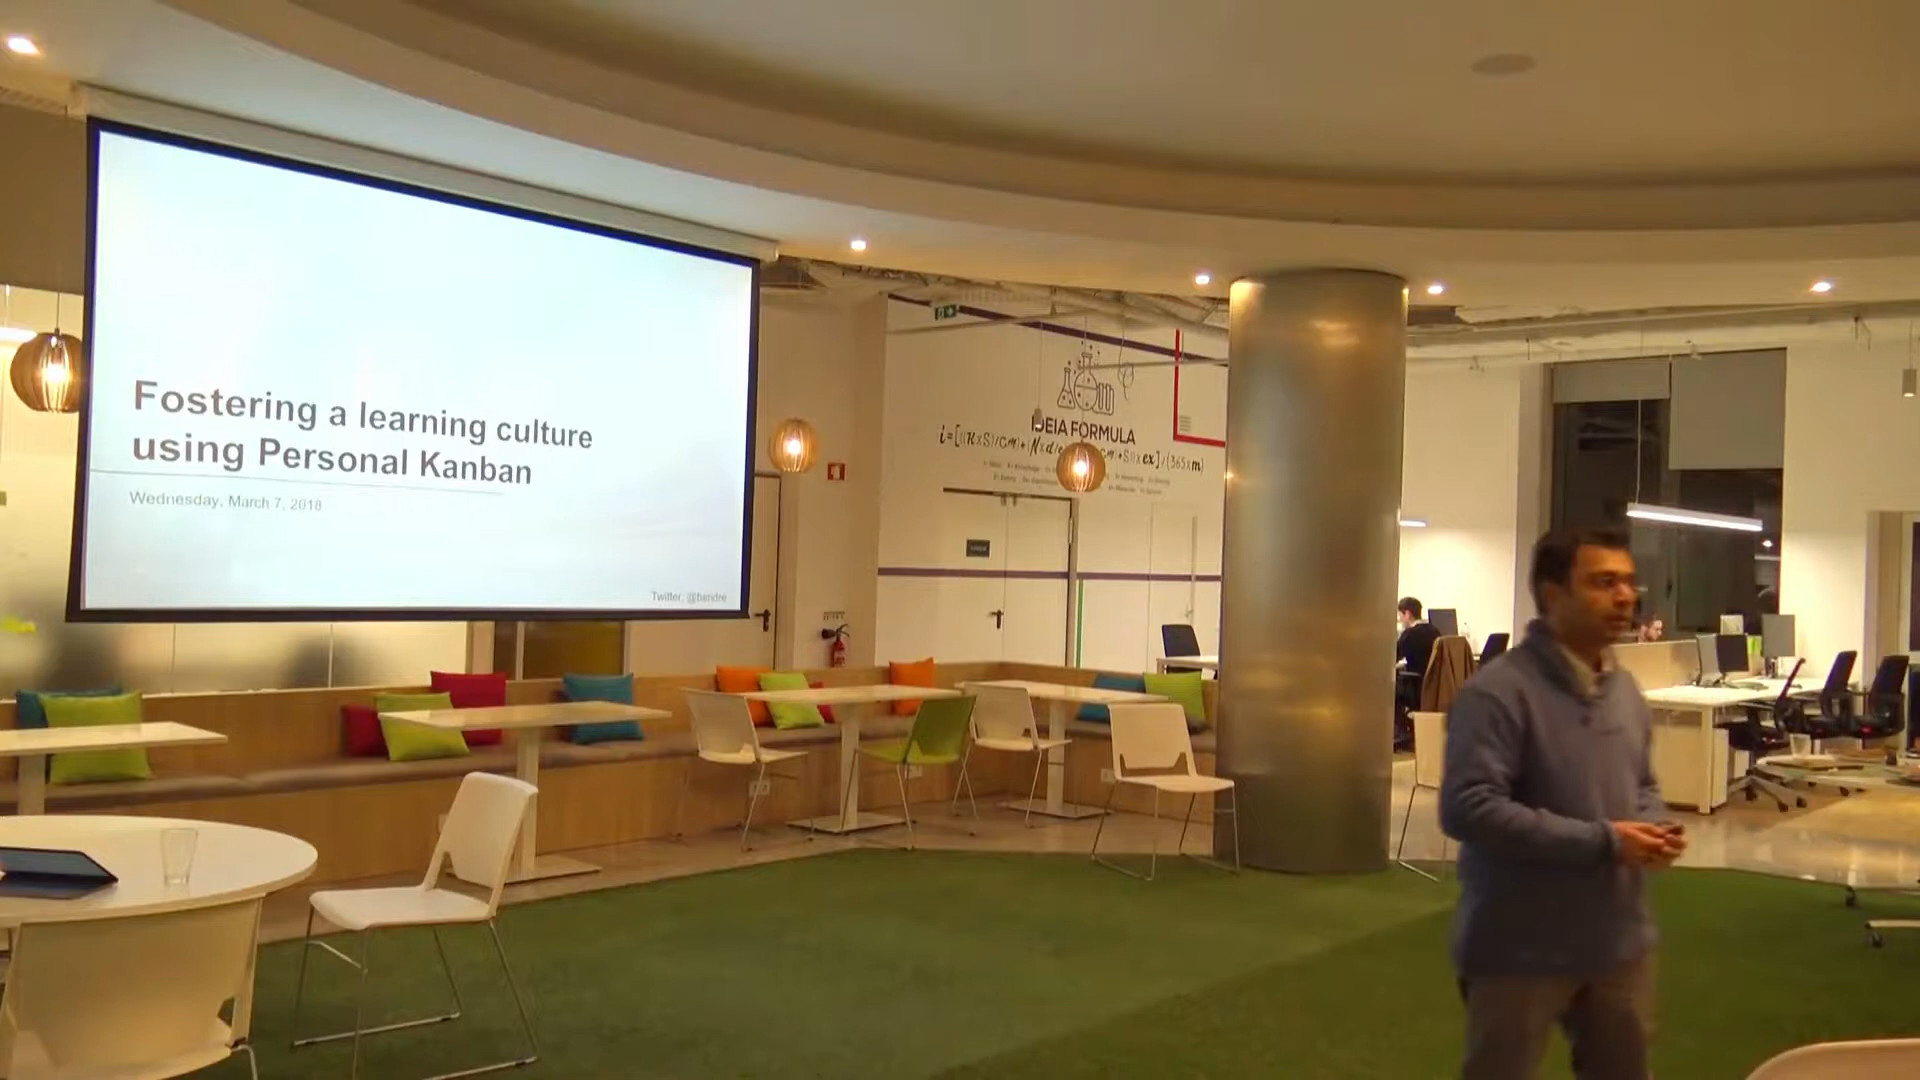 Fostering a learning culture
using Personal Kanban
Wednesday, March 7, 2018
Twitter: @bendre
IDEIA FORMULA